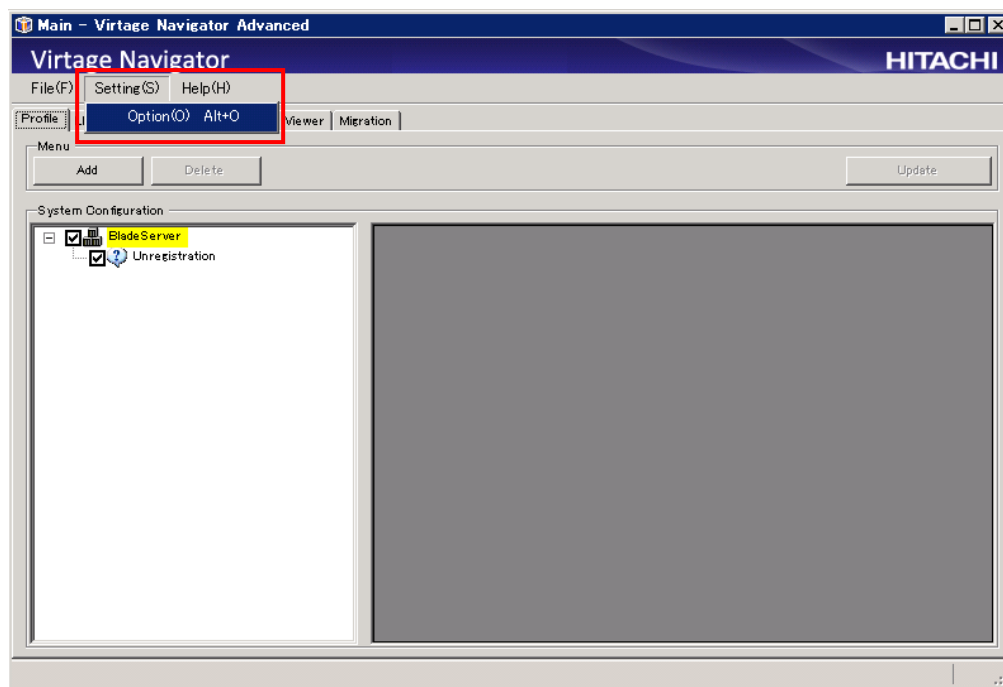 Main - Virtage Navigator Advanced
Virtage Navigator
HITACHI
File(F) Setting(S) Help(H)
Option(O) Alt+O
Profile Viewer Migration
Menu
Add Delete Update
System Configuration
BladeServer
Unregistration